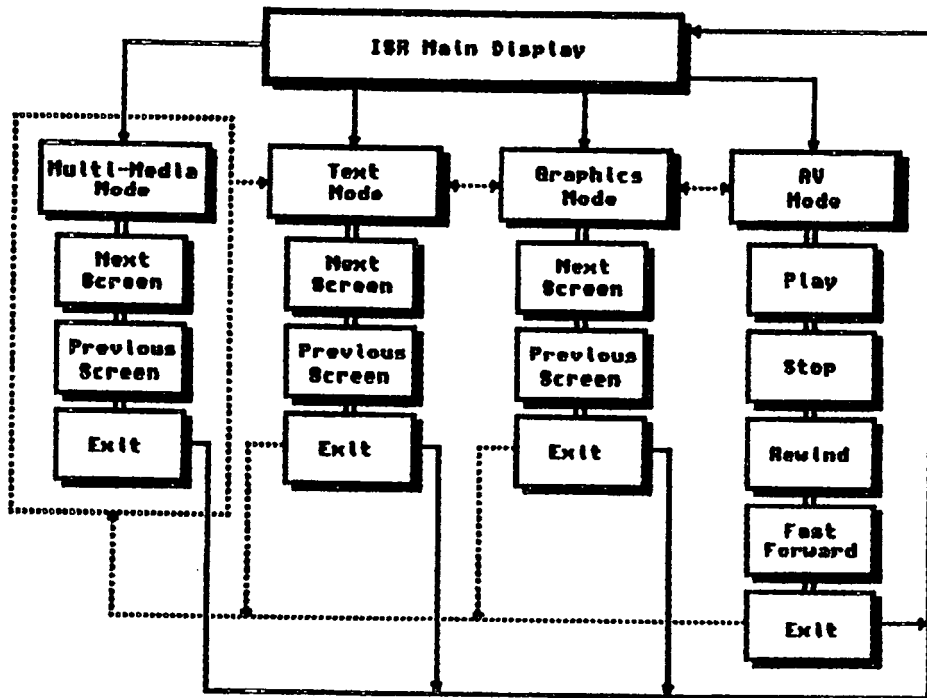 ISR Main Display
Multi-Media
Mode
Next
Screen
Previous
Screen
Exit
Text
Mode
Next
Screen
Previous
Screen
Exit
Graphics
Mode
Next
Screen
Previous
Screen
Exit
AV
Mode
Play
Stop
Rewind
Fast
Forward
Exit